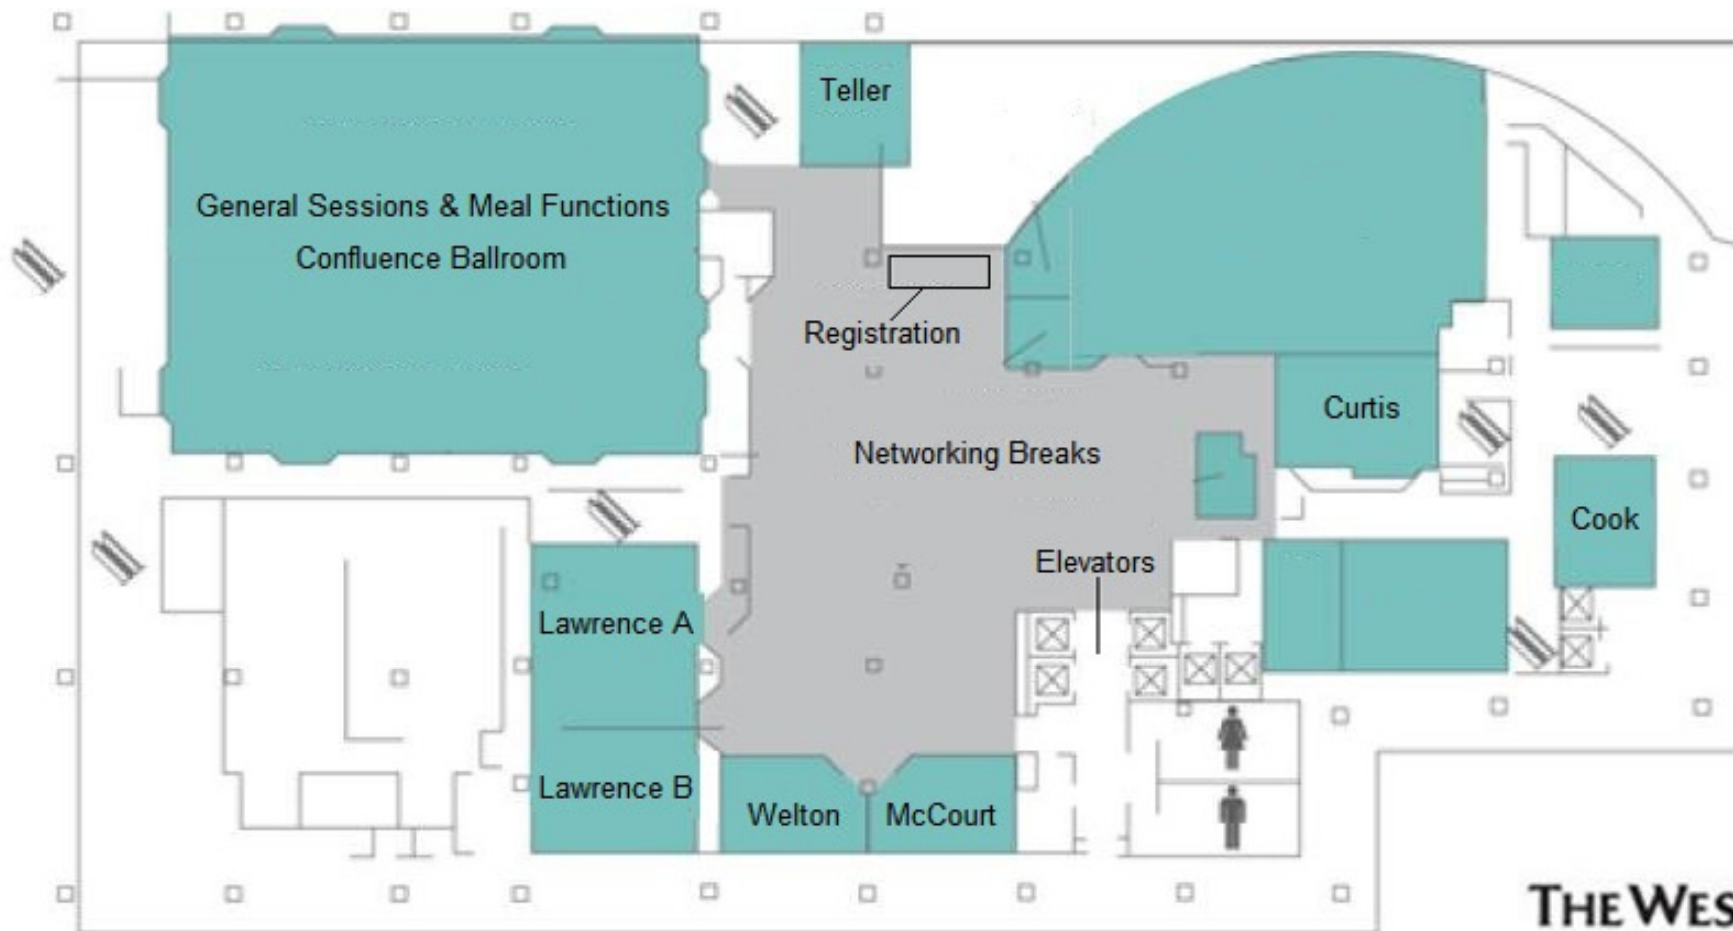 Teller
General Sessions & Meal Functions
Confluence Ballroom
Registration
Curtis
Networking Breaks
Cook
Elevators
Lawrence A
Lawrence B
Welton
McCourt
THE WES